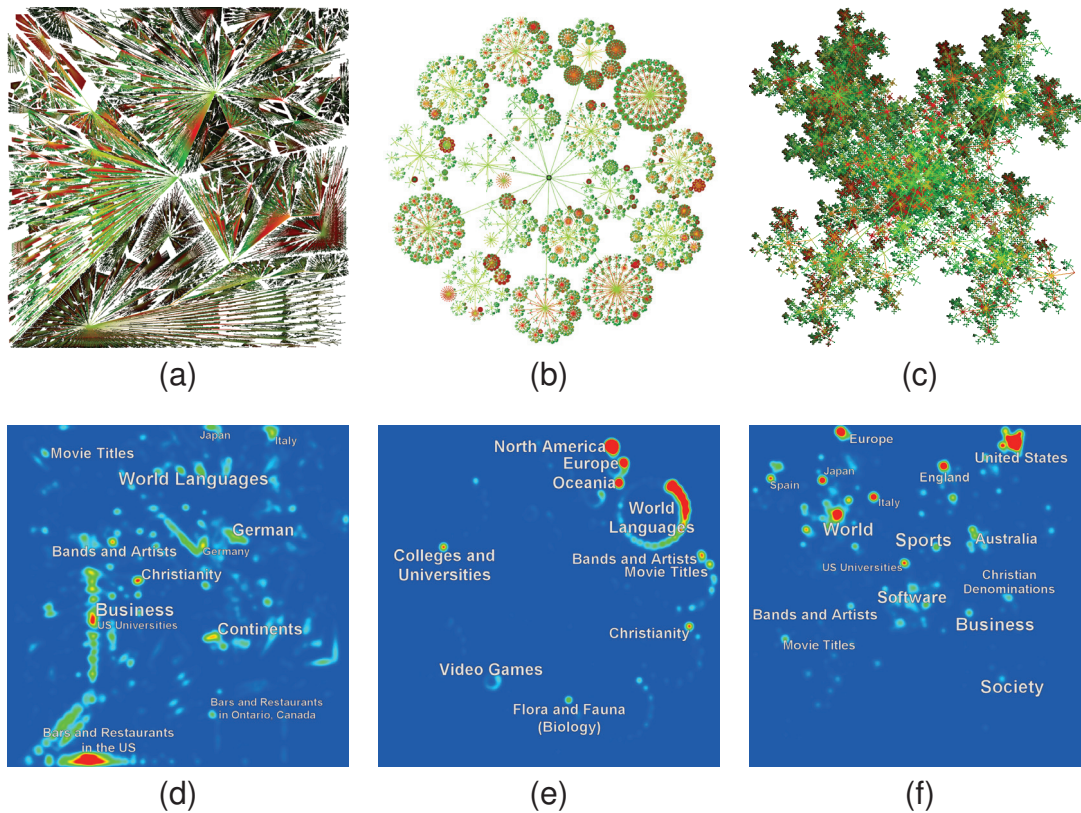 (a)
(b)
(c)
Japan
Italy
Movie Titles
World Languages
German
Bands and Artists
Germany
Christianity
Business
US Universities
Continents
Bars and Restaurants
in Ontario, Canada
Bars and Restaurants
in the US
(d)
North America
Europe
Oceania
World
Languages
Colleges and
Universities
Bands and Artists
Movie Titles
Christianity
Video Games
Flora and Fauna
(Biology)
(e)
Europe
United States
Japan
England
Spain
Italy
World
Sports
Australia
US Universities
Christian
Denominations
Software
Bands and Artists
Business
Movie Titles
Society
(f)